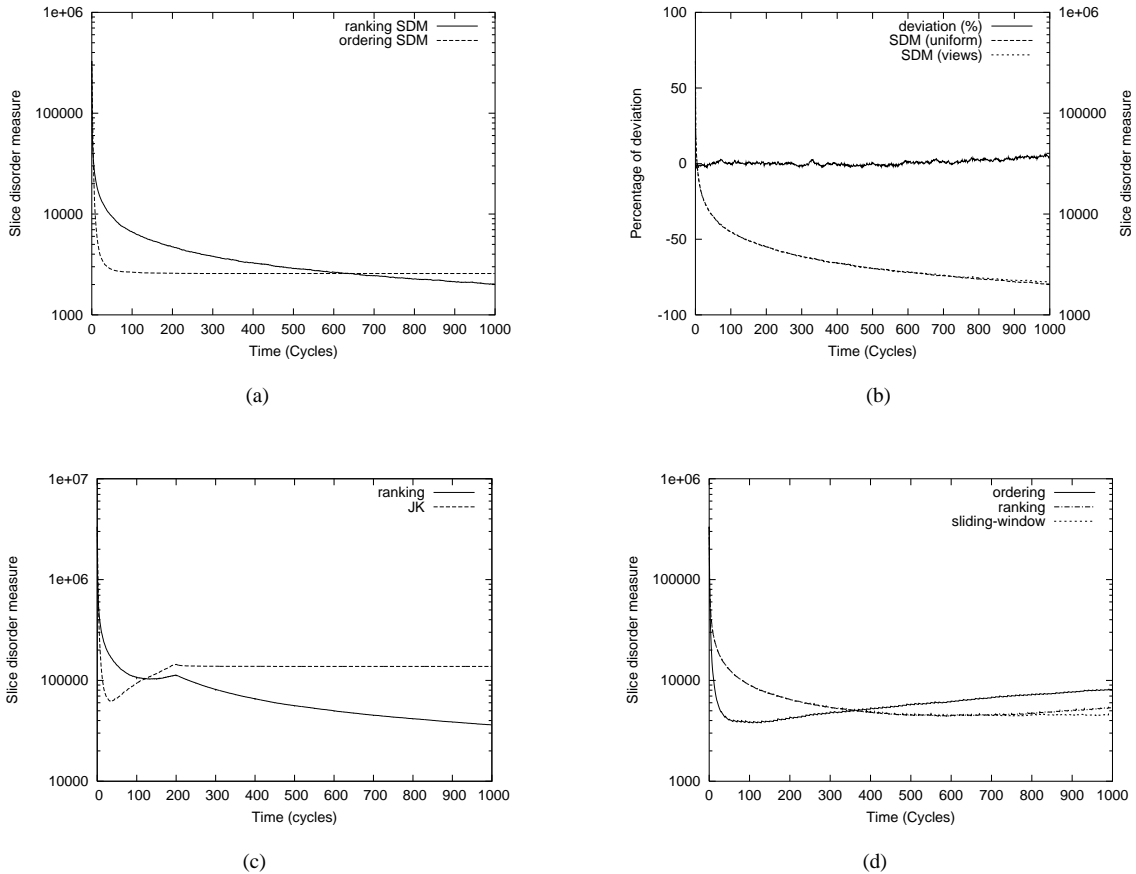 1e+06
100000
10000
1000
0 100 200 300 400 500 600 700 800 900 1000
Slice disorder measure
Time (Cycles)
ranking SDM
ordering SDM
(a)
100
50
0
-50
-100
1e+06
100000
10000
1000
0 100 200 300 400 500 600 700 800 900 1000
Percentage of deviation
Slice disorder measure
Time (Cycles)
deviation (%)
SDM (uniform)
SDM (views)
(b)
1e+07
1e+06
100000
10000
0 100 200 300 400 500 600 700 800 900 1000
Slice disorder measure
Time (cycles)
ranking
JK
(c)
1e+06
100000
10000
1000
0 100 200 300 400 500 600 700 800 900 1000
Slice disorder measure
Time (Cycles)
ordering
ranking
sliding-window
(d)